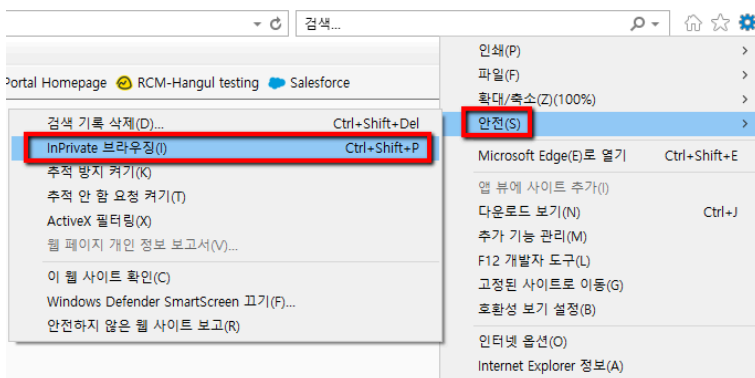 검색...
Portal Homepage RCM-Hangul testing Salesforce
인쇄(P)
파일(F)
확대/축소(Z)(100%)
안전(S)
Microsoft Edge(E)로 열기 Ctrl+Shift+E
앱 뷰에 사이트 추가(I)
다운로드 보기(N) Ctrl+J
추가 기능 관리(M)
F12 개발자 도구(L)
고정된 사이트로 이동(G)
호환성 보기 설정(B)
인터넷 옵션(O)
Internet Explorer 정보(A)
검색 기록 삭제(D)... Ctrl+Shift+Del
InPrivate 브라우징(I) Ctrl+Shift+P
추적 방지 켜기(K)
추적 안 함 요청 켜기(T)
ActiveX 필터링(X)
웹 페이지 개인 정보 보고서(V)...
이 웹 사이트 확인(C)
Windows Defender SmartScreen 끄기(F)...
안전하지 않은 웹 사이트 보고(R)